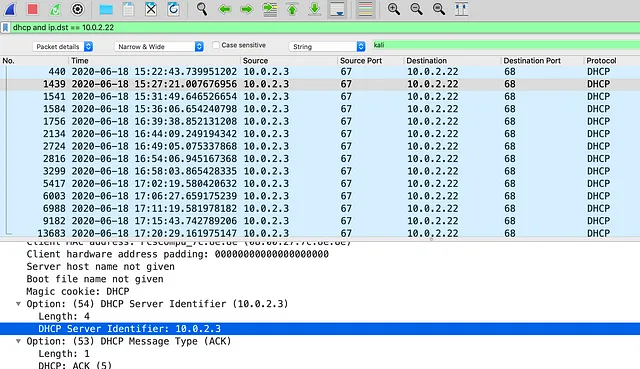 dhcp and ip.dst == 10.0.2.22
Packet details Narrow & Wide Case sensitive String kali
No. Time Source Source Port Destination Destination Port Protocol
440 2020-06-18 15:22:43.739951202 10.0.2.3 67 10.0.2.22 68 DHCP
1439 2020-06-18 15:27:21.007676956 10.0.2.3 67 10.0.2.22 68 DHCP
1541 2020-06-18 15:31:49.646526654 10.0.2.3 67 10.0.2.22 68 DHCP
1584 2020-06-18 15:36:06.654240798 10.0.2.3 67 10.0.2.22 68 DHCP
1756 2020-06-18 16:39:38.852131208 10.0.2.3 67 10.0.2.22 68 DHCP
2134 2020-06-18 16:44:09.249194342 10.0.2.3 67 10.0.2.22 68 DHCP
2724 2020-06-18 16:49:05.075337868 10.0.2.3 67 10.0.2.22 68 DHCP
2816 2020-06-18 16:54:06.945167368 10.0.2.3 67 10.0.2.22 68 DHCP
3299 2020-06-18 16:58:03.865428335 10.0.2.3 67 10.0.2.22 68 DHCP
5417 2020-06-18 17:02:19.580420632 10.0.2.3 67 10.0.2.22 68 DHCP
6003 2020-06-18 17:06:27.659175239 10.0.2.3 67 10.0.2.22 68 DHCP
6988 2020-06-18 17:11:19.581978182 10.0.2.3 67 10.0.2.22 68 DHCP
9182 2020-06-18 17:15:43.742789206 10.0.2.3 67 10.0.2.22 68 DHCP
13683 2020-06-18 17:20:29.161975147 10.0.2.3 67 10.0.2.22 68 DHCP
Client MAC address: PcsCompu_7c:8e:8e (08:00:27:7c:8e:8e)
Client hardware address padding: 00000000000000000000
Server host name not given
Boot file name not given
Magic cookie: DHCP
Option: (54) DHCP Server Identifier (10.0.2.3)
Length: 4
DHCP Server Identifier: 10.0.2.3
Option: (53) DHCP Message Type (ACK)
Length: 1
DHCP: ACK (5)